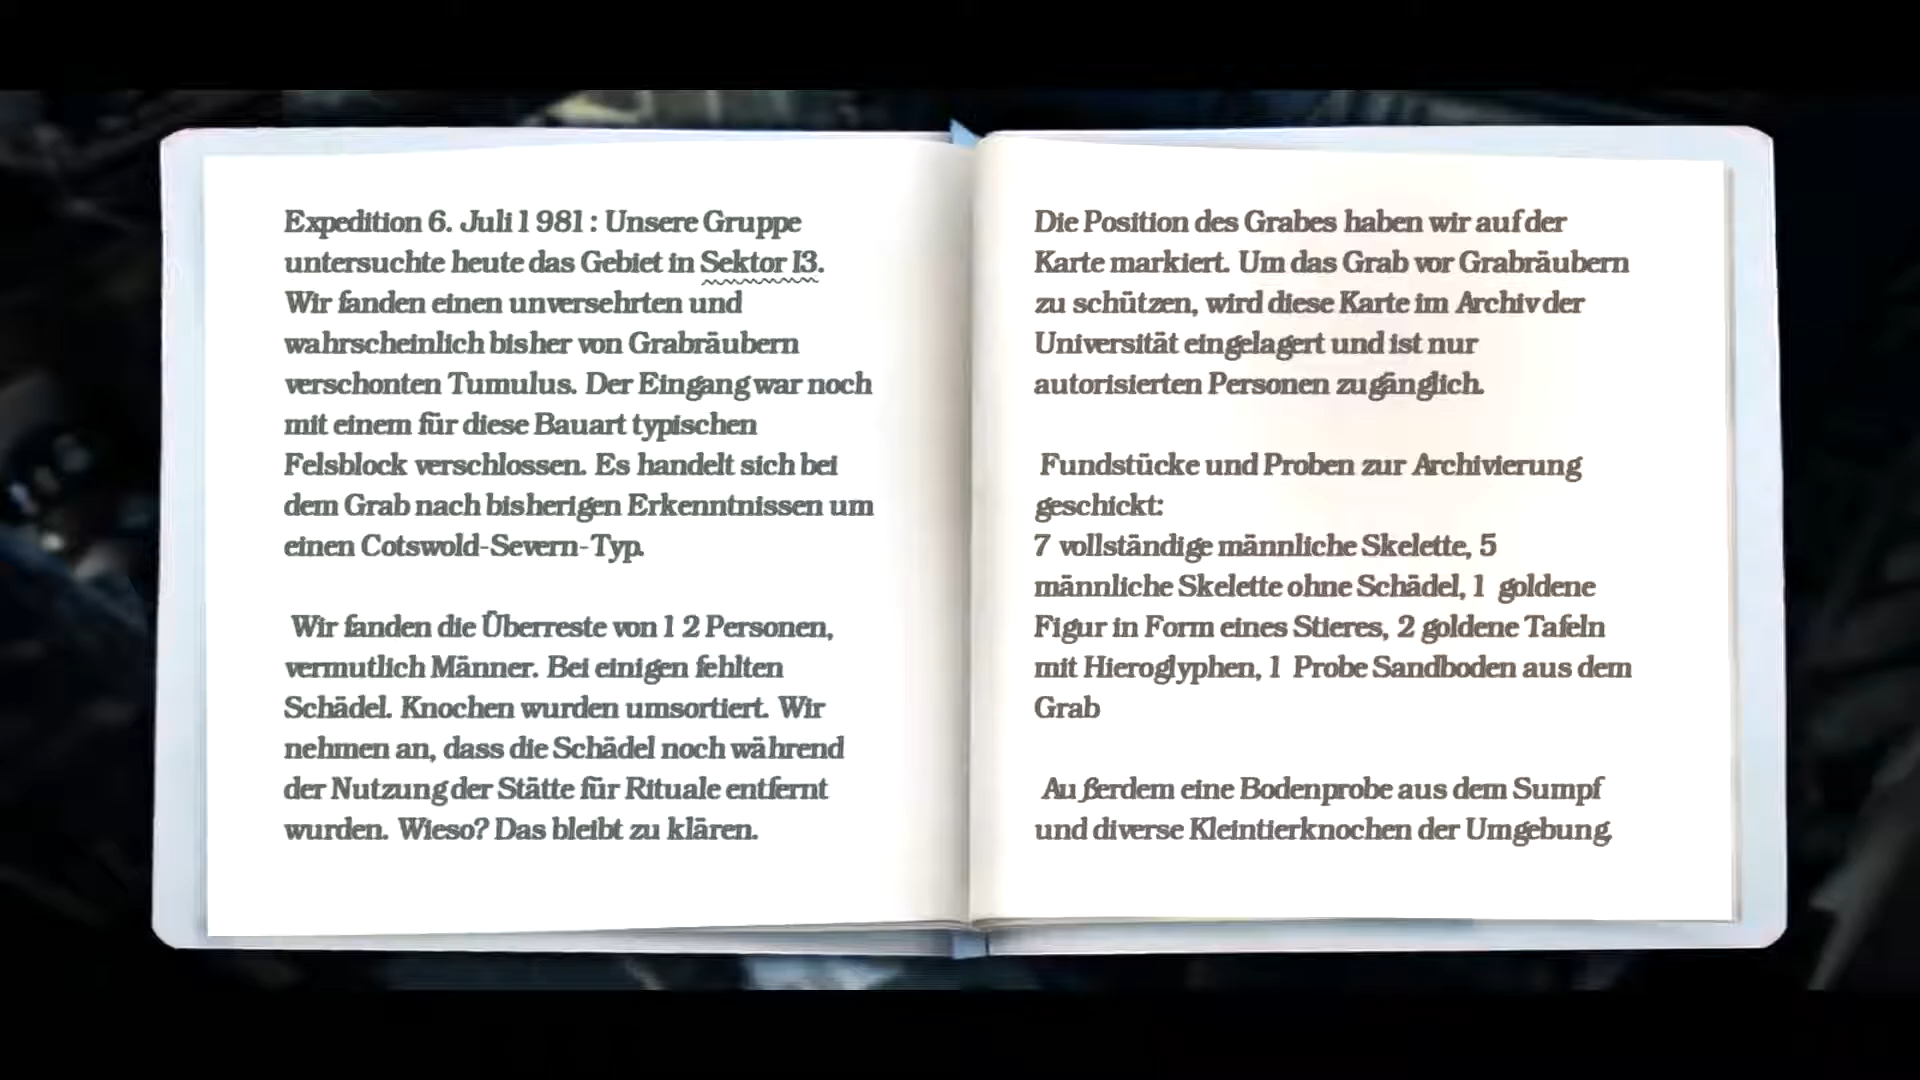 Expedition 6. Juli 1981: Unsere Gruppe
untersuchte heute das Gebiet in Sektor I3.
Wir fanden einen unversehrten und
wahrscheinlich bisher von Grabräubern
verschonten Tumulus. Der Eingang war noch
mit einem für diese Bauart typischen
Felsblock verschlossen. Es handelt sich bei
dem Grab nach bisherigen Erkenntnissen um
einen Cotswold-Severn-Typ.
Wir fanden die Überreste von 12 Personen,
vermutlich Männer. Bei einigen fehlten
Schädel. Knochen wurden umsortiert. Wir
nehmen an, dass die Schädel noch während
der Nutzung der Stätte für Rituale entfernt
wurden. Wieso? Das bleibt zu klären.
Die Position des Grabes haben wir auf der
Karte markiert. Um das Grab vor Grabräubern
zu schützen, wird diese Karte im Archiv der
Universität eingelagert und ist nur
autorisierten Personen zugänglich.
Fundstücke und Proben zur Archivierung
geschickt:
7 vollständige männliche Skelette, 5
männliche Skelette ohne Schädel, 1 goldene
Figur in Form eines Stieres, 2 goldene Tafeln
mit Hieroglyphen, 1 Probe Sandboden aus dem
Grab
Außerdem eine Bodenprobe aus dem Sumpf
und diverse Kleintierknochen der Umgebung.